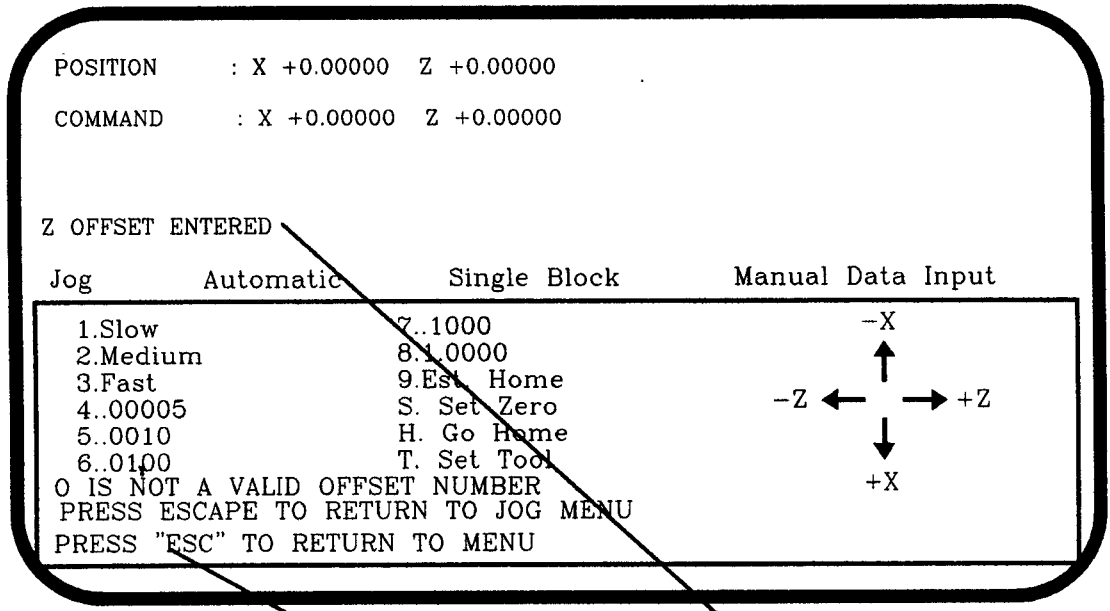 POSITION : X +0.00000 Z +0.00000
COMMAND : X +0.00000 Z +0.00000
Z OFFSET ENTERED
Jog Automatic Single Block Manual Data Input
1.Slow 7..1000
2.Medium 8.1.0000
3.Fast 9.Est. Home
4..00005 S. Set Zero
5..0010 H. Go Home
6..0100 T. Set Tool
-X
-Z +Z
+X
O IS NOT A VALID OFFSET NUMBER
PRESS ESCAPE TO RETURN TO JOG MENU
PRESS "ESC" TO RETURN TO MENU